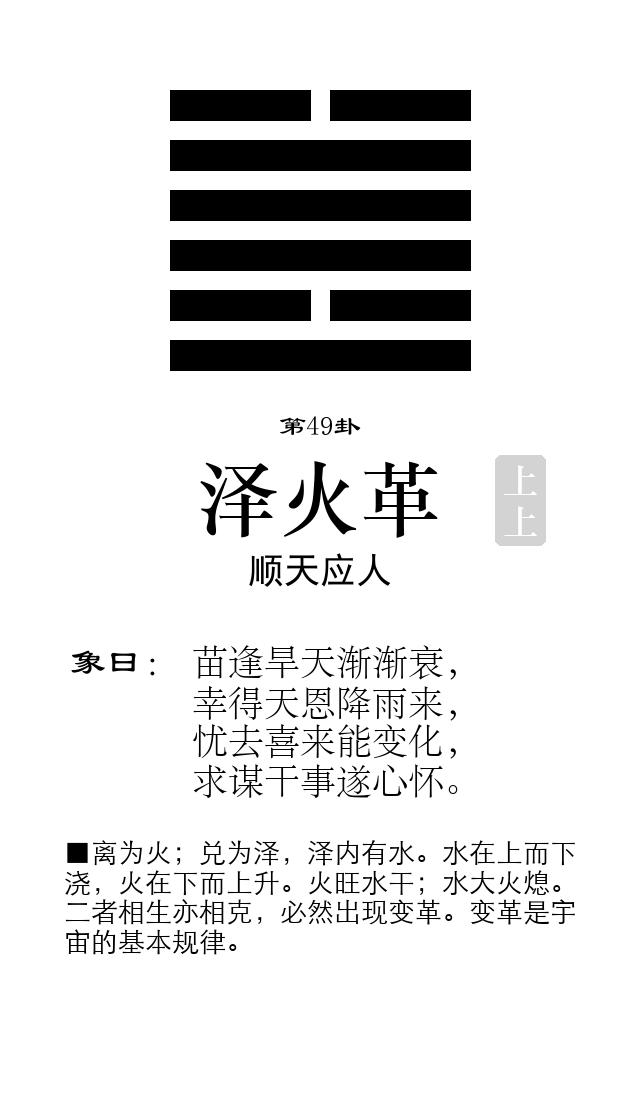 第49卦
泽火革
上上
顺天应人
象曰：苗逢旱天渐渐衰，
幸得天恩降雨来，
忧去喜来能变化，
求谋干事遂心怀。
■离为火；兑为泽，泽内有水。水在上而下
浇，火在下而上升。火旺水干；水大火熄。
二者相生亦相克，必然出现变革。变革是宇
宙的基本规律。